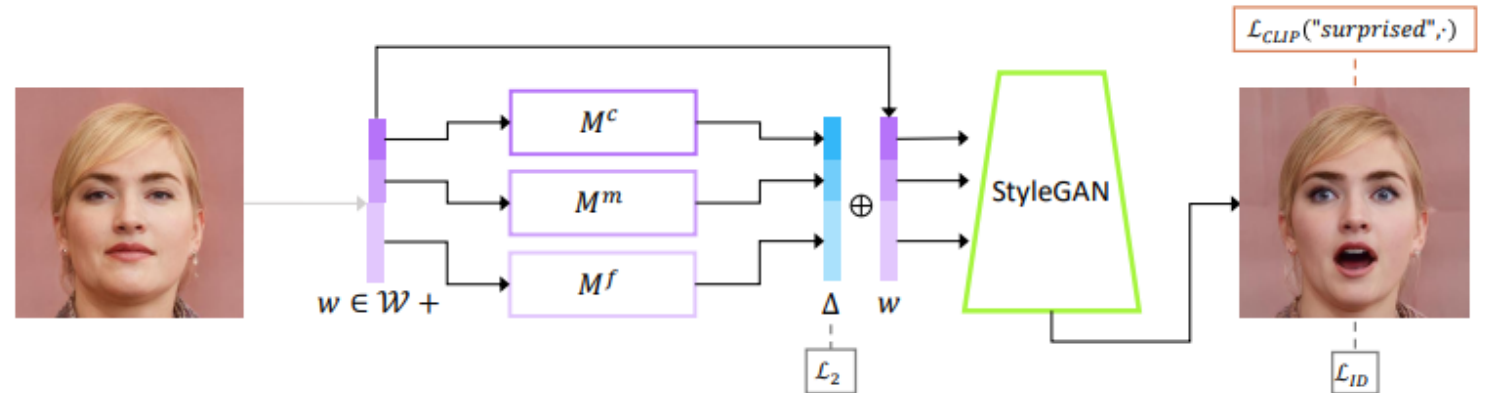 ℒ_CLIP("surprised",·)
M^c
M^m
M^f
StyleGAN
⊕
w ∈ 𝒲 +
Δ
w
ℒ_2
ℒ_ID